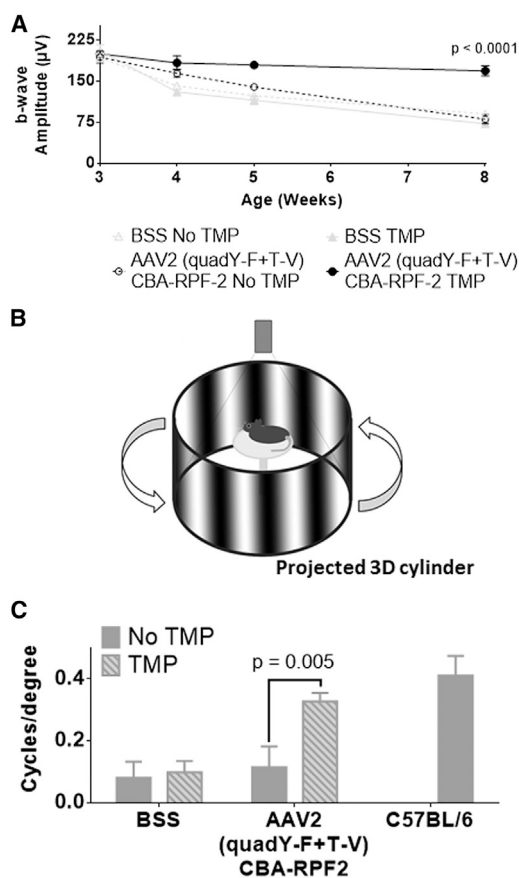 A
225
150
75
0
b-wave
Amplitude (µV)
p < 0.0001
3 4 5 6 7 8
Age (Weeks)
BSS No TMP
BSS TMP
AAV2 (quadY-F+T-V)
CBA-RPF-2 No TMP
AAV2 (quadY-F+T-V)
CBA-RPF-2 TMP
B
Projected 3D cylinder
C
No TMP
TMP
p = 0.005
0.4
0.2
0.0
Cycles/degree
BSS
AAV2
(quadY-F+T-V)
CBA-RPF2
C57BL/6